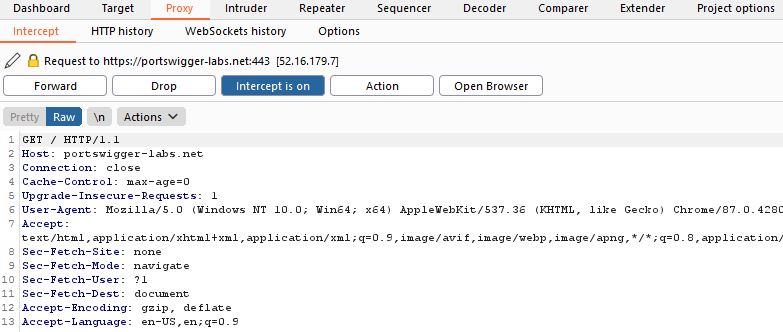 Dashboard Target Proxy Intruder Repeater Sequencer Decoder Comparer Extender Project options
Intercept HTTP history WebSockets history Options
Request to https://portswigger-labs.net:443 [52.16.179.7]
Forward Drop Intercept is on Action Open Browser
Pretty Raw \n Actions
1 GET / HTTP/1.1
2 Host: portswigger-labs.net
3 Connection: close
4 Cache-Control: max-age=0
5 Upgrade-Insecure-Requests: 1
6 User-Agent: Mozilla/5.0 (Windows NT 10.0; Win64; x64) AppleWebKit/537.36 (KHTML, like Gecko) Chrome/87.0.4280
7 Accept:
text/html,application/xhtml+xml,application/xml;q=0.9,image/avif,image/webp,image/apng,*/*;q=0.8,application/
8 Sec-Fetch-Site: none
9 Sec-Fetch-Mode: navigate
10 Sec-Fetch-User: ?1
11 Sec-Fetch-Dest: document
12 Accept-Encoding: gzip, deflate
13 Accept-Language: en-US,en;q=0.9